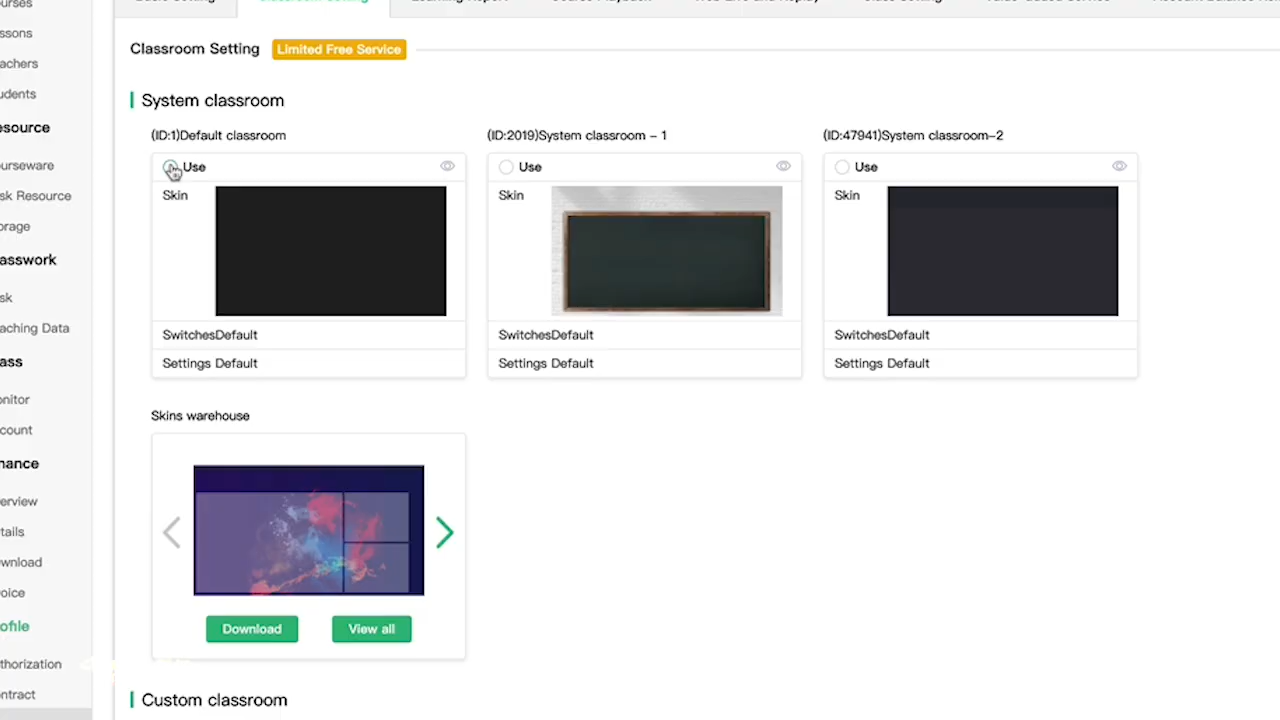 Classroom Setting Limited Free Service
System classroom
(ID:1)Default classroom
Use
Skin
SwitchesDefault
Settings Default
(ID:2019)System classroom - 1
Use
Skin
SwitchesDefault
Settings Default
(ID:47941)System classroom-2
Use
Skin
SwitchesDefault
Settings Default
Skins warehouse
Download
View all
Custom classroom
ssons
achers
udents
esource
urseware
sk Resource
orage
asswork
sk
aching Data
ass
onitor
count
nance
erview
tails
wnload
oice
ofile
thorization
ntract